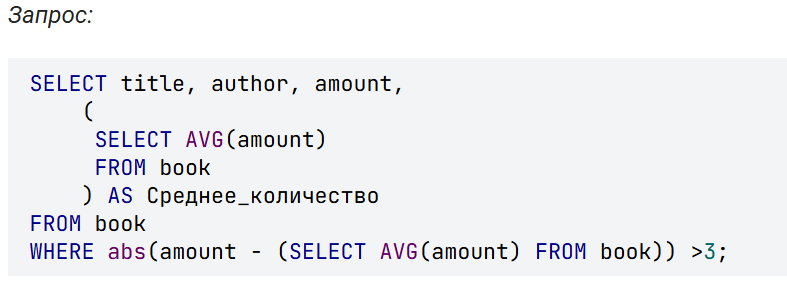 Запрос:
SELECT title, author, amount,
    (
     SELECT AVG(amount)
     FROM book
    ) AS Среднее_количество
FROM book
WHERE abs(amount - (SELECT AVG(amount) FROM book)) >3;